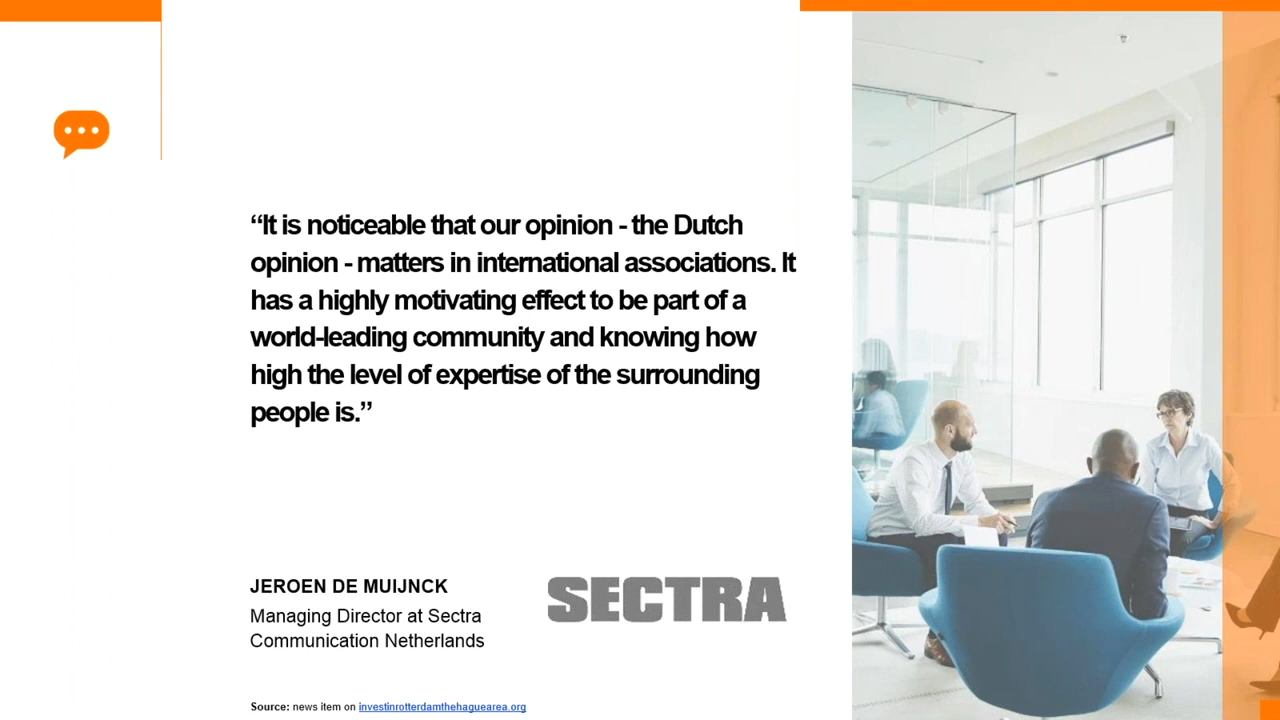 “It is noticeable that our opinion - the Dutch
opinion - matters in international associations. It
has a highly motivating effect to be part of a
world-leading community and knowing how
high the level of expertise of the surrounding
people is.”
JEROEN DE MUIJNCK
Managing Director at Sectra
Communication Netherlands
SECTRA
Source: news item on investinrotterdamthehaguearea.org